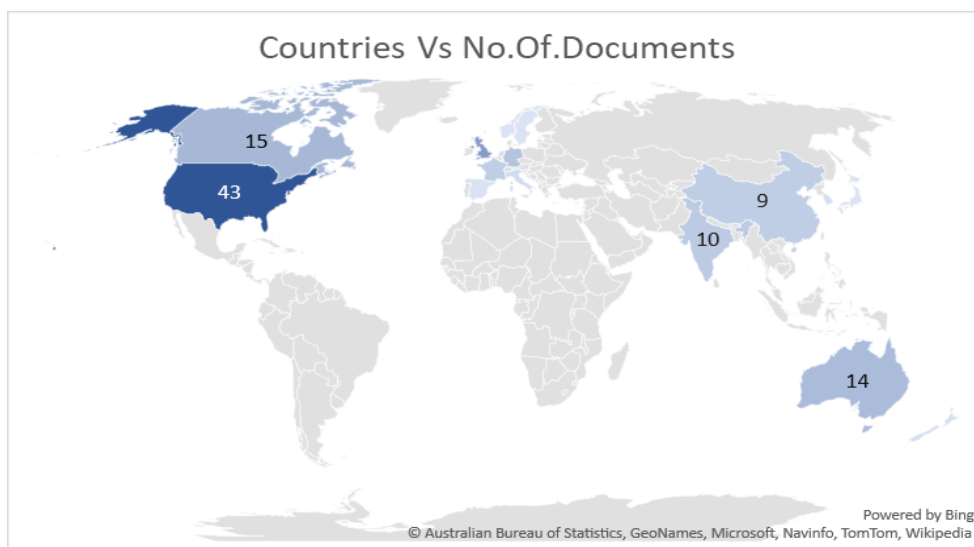 Countries Vs No.Of.Documents
15
43
9
10
14
Powered by Bing
© Australian Bureau of Statistics, GeoNames, Microsoft, Navinfo, TomTom, Wikipedia